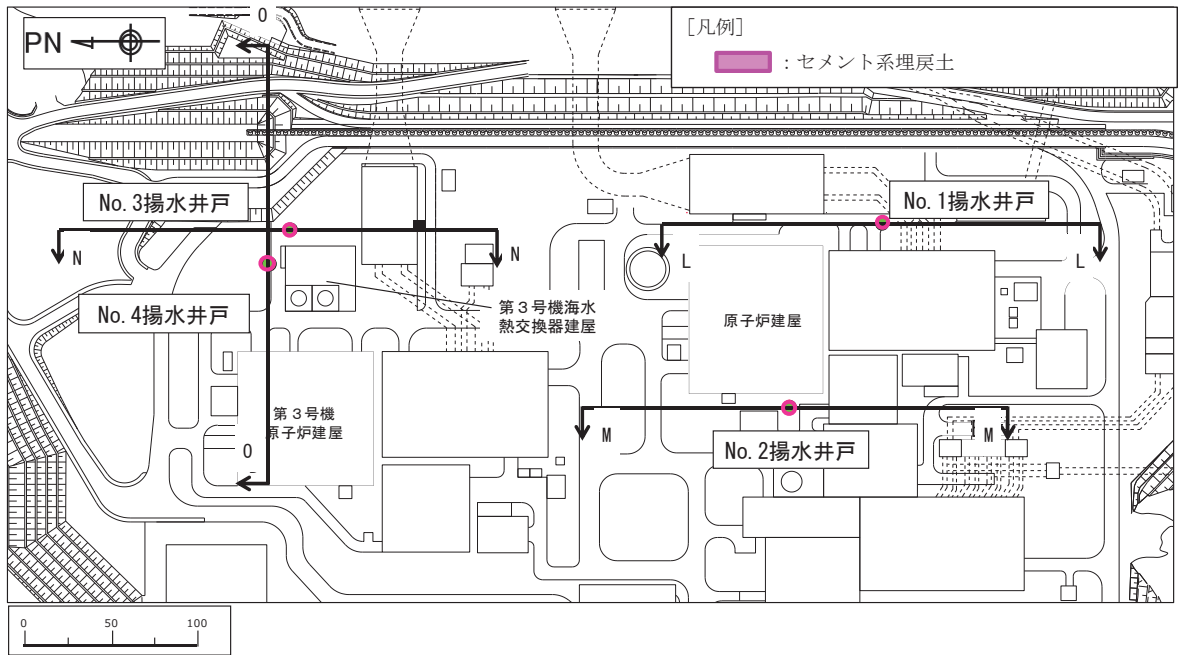 O
PN
[凡例]
：セメント系埋戻土
No.3揚水井戸
No.1揚水井戸
N
N
L
L
No.4揚水井戸
第３号機海水
熱交換器建屋
原子炉建屋
第３号機
原子炉建屋
O
M
M
No.2揚水井戸
0 50 100